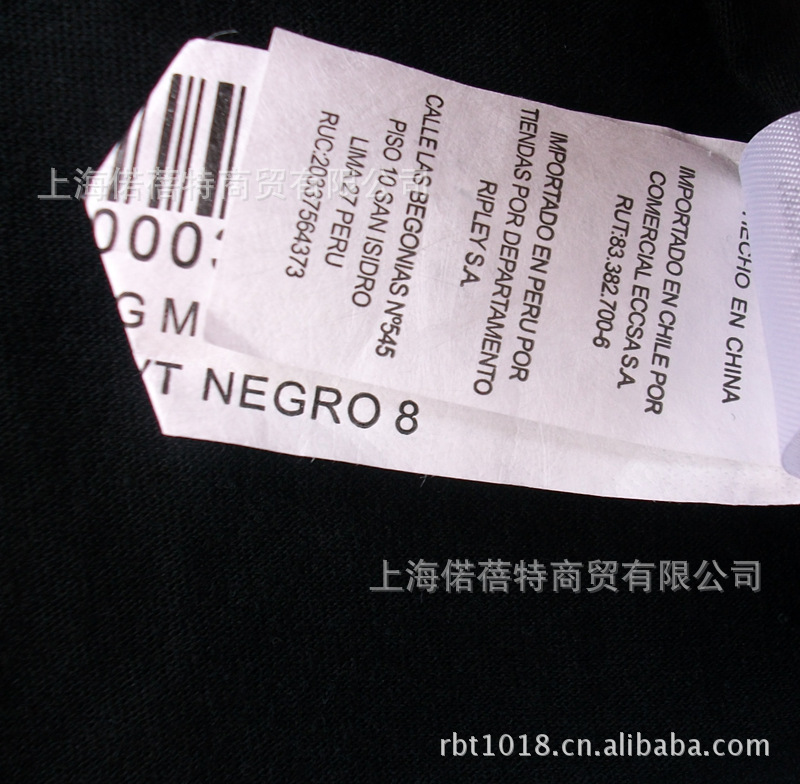 HECHO EN CHINA
IMPORTADO EN CHILE POR
COMERCIAL ECCSA S.A.
RUT:83.382.700-6
IMPORTADO EN PERU POR
TIENDAS POR DEPARTAMENTO
RIPLEY S.A.
CALLE LAS BEGONIAS Nº545
PISO 10 SAN ISIDRO
LIMA 27 PERU
RUC:20337564373
0003
G M
YT NEGRO 8
上海偌蓓特商贸有限公司
上海偌蓓特商贸有限公司
rbt1018.cn.alibaba.com